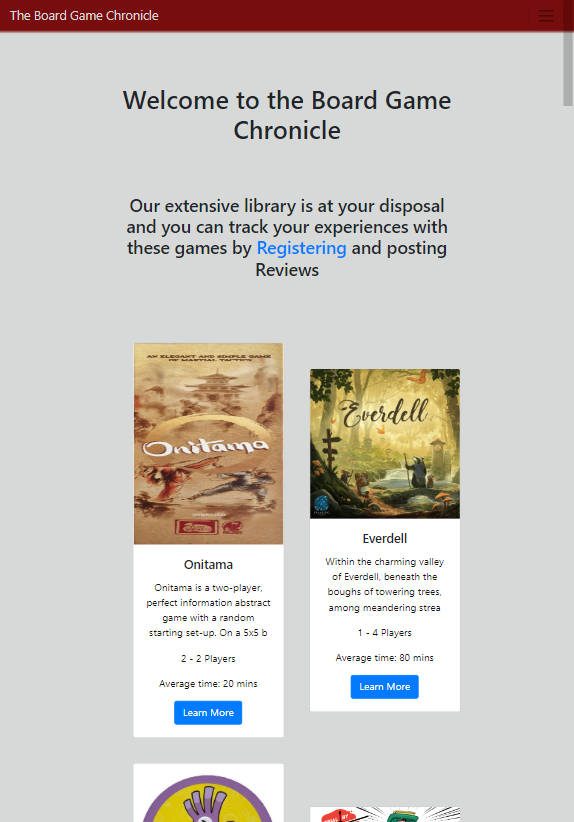 The Board Game Chronicle
Welcome to the Board Game
Chronicle
Our extensive library is at your disposal
and you can track your experiences with
these games by Registering and posting
Reviews
AN ELEGANT AND SIMPLE GAME
OF MARTIAL TACTICS
Onitama
Onitama
Onitama is a two-player,
perfect information abstract
game with a random
starting set-up. On a 5x5 b
2 - 2 Players
Average time: 20 mins
Learn More
Everdell
Everdell
Within the charming valley
of Everdell, beneath the
boughs of towering trees,
among meandering strea
1 - 4 Players
Average time: 80 mins
Learn More